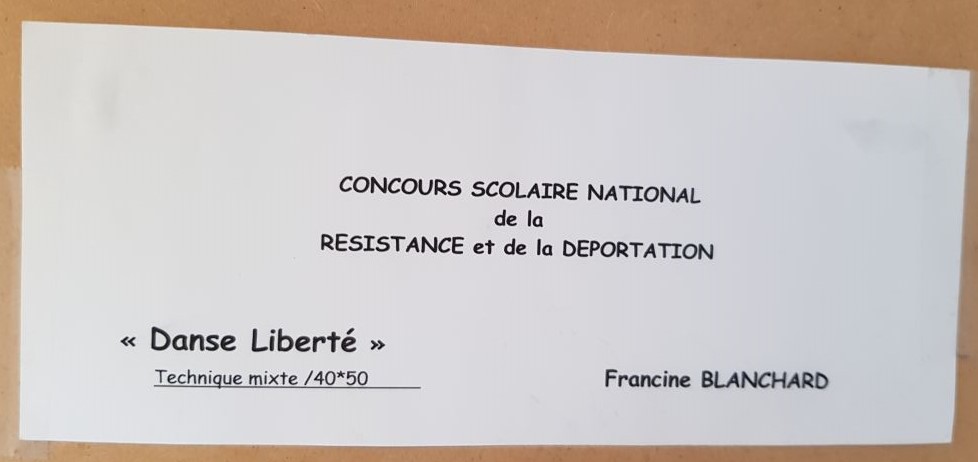 CONCOURS SCOLAIRE NATIONAL
de la
RESISTANCE et de la DEPORTATION
« Danse Liberté »
Technique mixte /40*50
Francine BLANCHARD